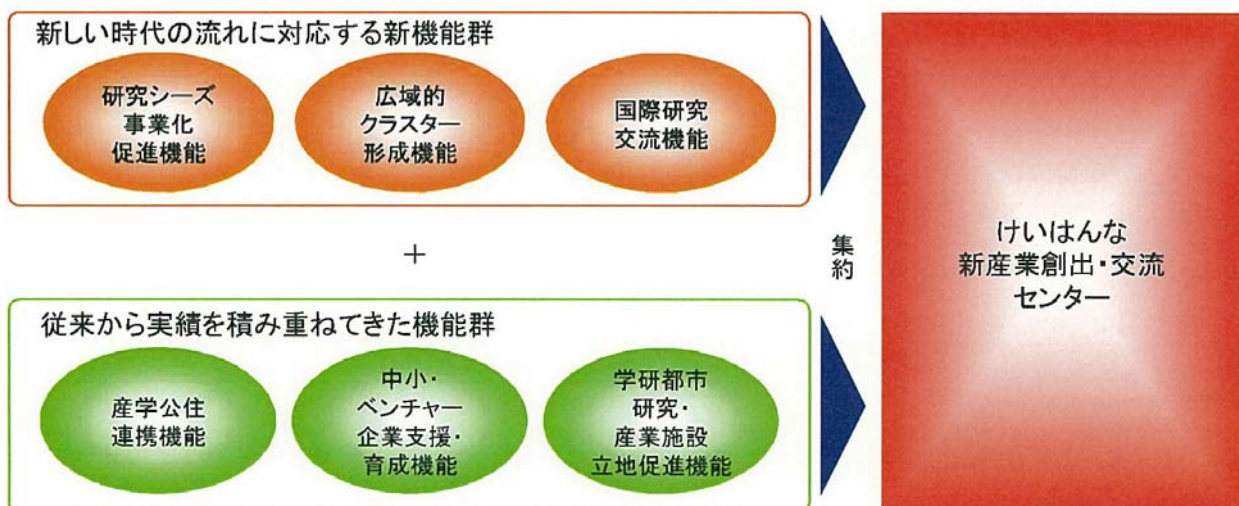 新しい時代の流れに対応する新機能群
研究シーズ
事業化
促進機能
広域的
クラスター
形成機能
国際研究
交流機能
+
従来から実績を積み重ねてきた機能群
産学公住
連携機能
中小・
ベンチャー
企業支援・
育成機能
学研都市
研究・
産業施設
立地促進機能
集約
けいはんな
新産業創出・交流
センター